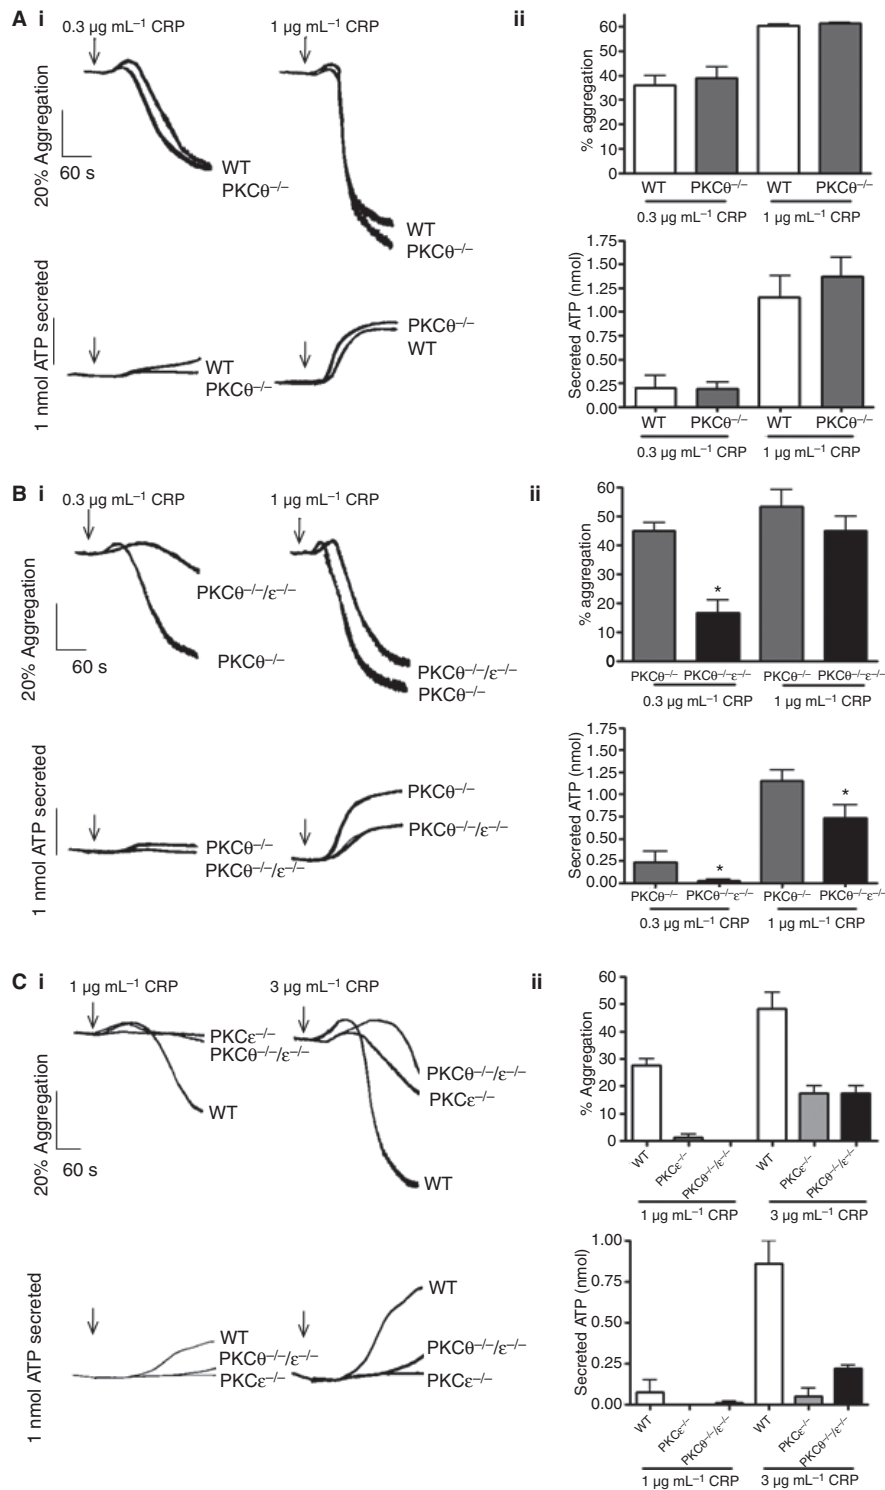 A i
0.3 µg mL–1 CRP
1 µg mL–1 CRP
20% Aggregation
60 s
WT
PKCθ–/–
WT
PKCθ–/–
1 nmol ATP secreted
WT
PKCθ–/–
PKCθ–/–
WT
ii
% aggregation
60
50
40
30
20
10
0
WT PKCθ–/– WT PKCθ–/–
0.3 µg mL–1 CRP 1 µg mL–1 CRP
Secreted ATP (nmol)
1.75
1.50
1.25
1.00
0.75
0.50
0.25
0.00
WT PKCθ–/– WT PKCθ–/–
0.3 µg mL–1 CRP 1 µg mL–1 CRP
B i
0.3 µg mL–1 CRP
1 µg mL–1 CRP
20% Aggregation
60 s
PKCθ–/–/ε–/–
PKCθ–/–
PKCθ–/–/ε–/–
PKCθ–/–
1 nmol ATP secreted
PKCθ–/–
PKCθ–/–/ε–/–
PKCθ–/–
PKCθ–/–/ε–/–
ii
% aggregation
60
50
40
30
20
10
0
*
PKCθ–/– PKCθ–/–ε–/– PKCθ–/– PKCθ–/–ε–/–
0.3 µg mL–1 CRP 1 µg mL–1 CRP
Secreted ATP (nmol)
1.75
1.50
1.25
1.00
0.75
0.50
0.25
0.00
*
*
PKCθ–/– PKCθ–/–ε–/– PKCθ–/– PKCθ–/–ε–/–
0.3 µg mL–1 CRP 1 µg mL–1 CRP
C i
1 µg mL–1 CRP
3 µg mL–1 CRP
20% Aggregation
60 s
PKCε–/–
PKCθ–/–/ε–/–
WT
PKCθ–/–/ε–/–
PKCε–/–
WT
1 nmol ATP secreted
WT
PKCθ–/–/ε–/–
PKCε–/–
WT
PKCθ–/–/ε–/–
PKCε–/–
ii
% Aggregation
60
50
40
30
20
10
0
WT PKCε–/– PKCθ–/–/ε–/– WT PKCε–/– PKCθ–/–/ε–/–
1 µg mL–1 CRP 3 µg mL–1 CRP
Secreted ATP (nmol)
1.00
0.75
0.50
0.25
0.00
WT PKCε–/– PKCθ–/–/ε–/– WT PKCε–/– PKCθ–/–/ε–/–
1 µg mL–1 CRP 3 µg mL–1 CRP